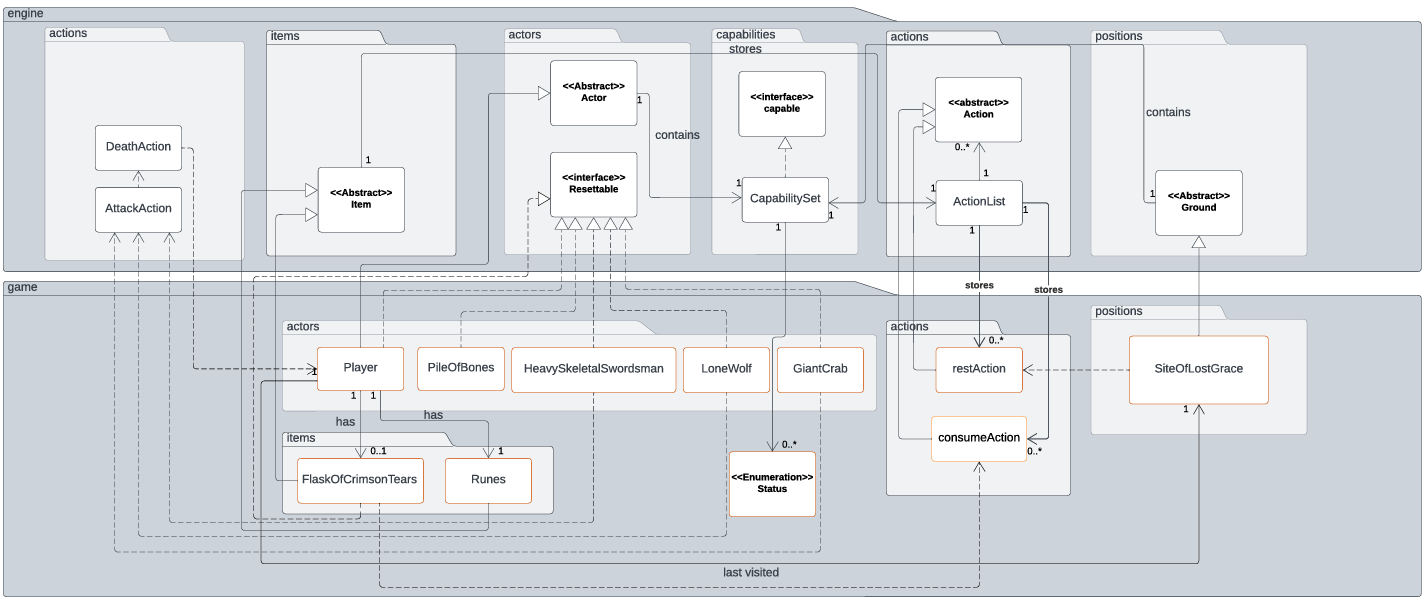 engine
actions
items
actors
capabilities
actions
positions
stores
<<Abstract>>
Actor
<<interface>>
capable
<<abstract>>
Action
1
contains
contains
DeathAction
0..*
1
<<interface>>
Resettable
<<Abstract>>
Item
AttackAction
1
CapabilitySet
1
1
1
ActionList
1
1
1
1
<<Abstract>>
Ground
game
stores
stores
actors
actions
positions
0..*
1
Player
PileOfBones
HeavySkeletalSwordsman
LoneWolf
GiantCrab
restAction
SiteOfLostGrace
1
1
1
has
has
items
0..1
1
0..*
consumeAction
0..*
FlaskOfCrimsonTears
Runes
<<Enumeration>>
Status
last visited